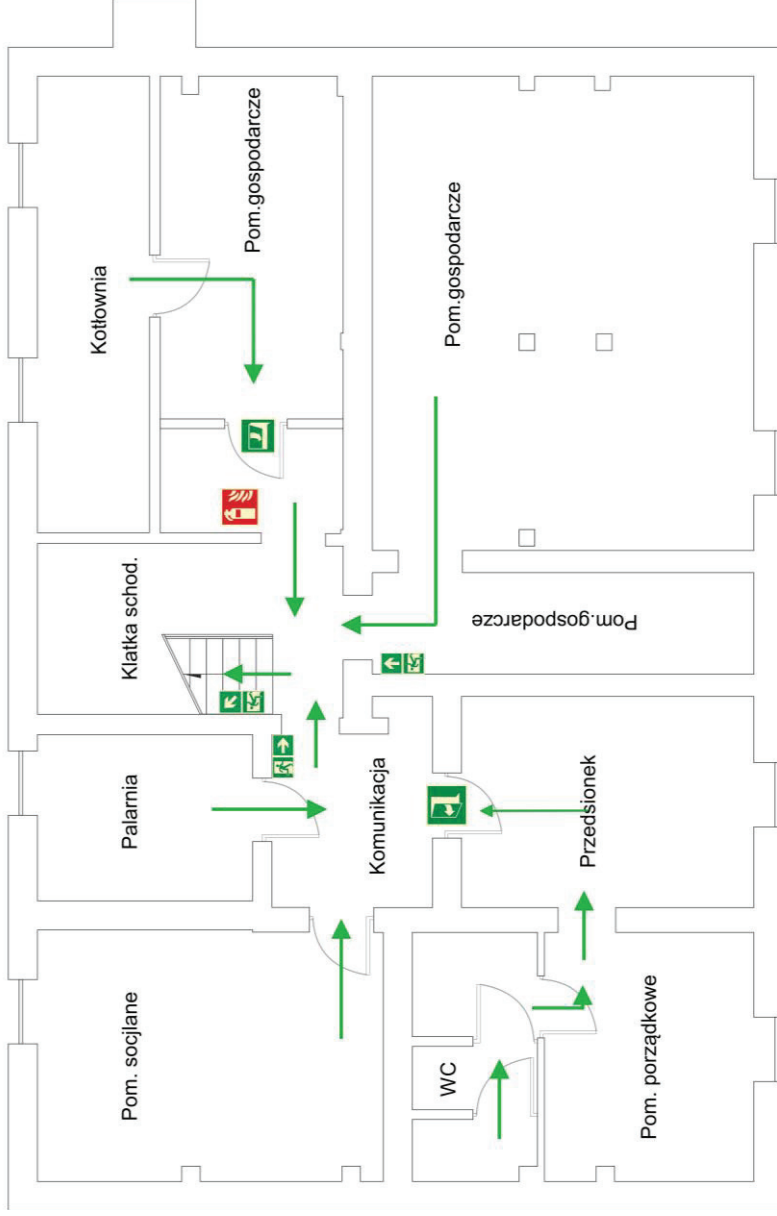 Pom. socjlane
Palarnia
Klatka schod.
Kotłownia
Pom.gospodarcze
Komunikacja
WC
Pom.gospodarcze
Pom.gospodarcze
Przedsionek
Pom. porządkowe